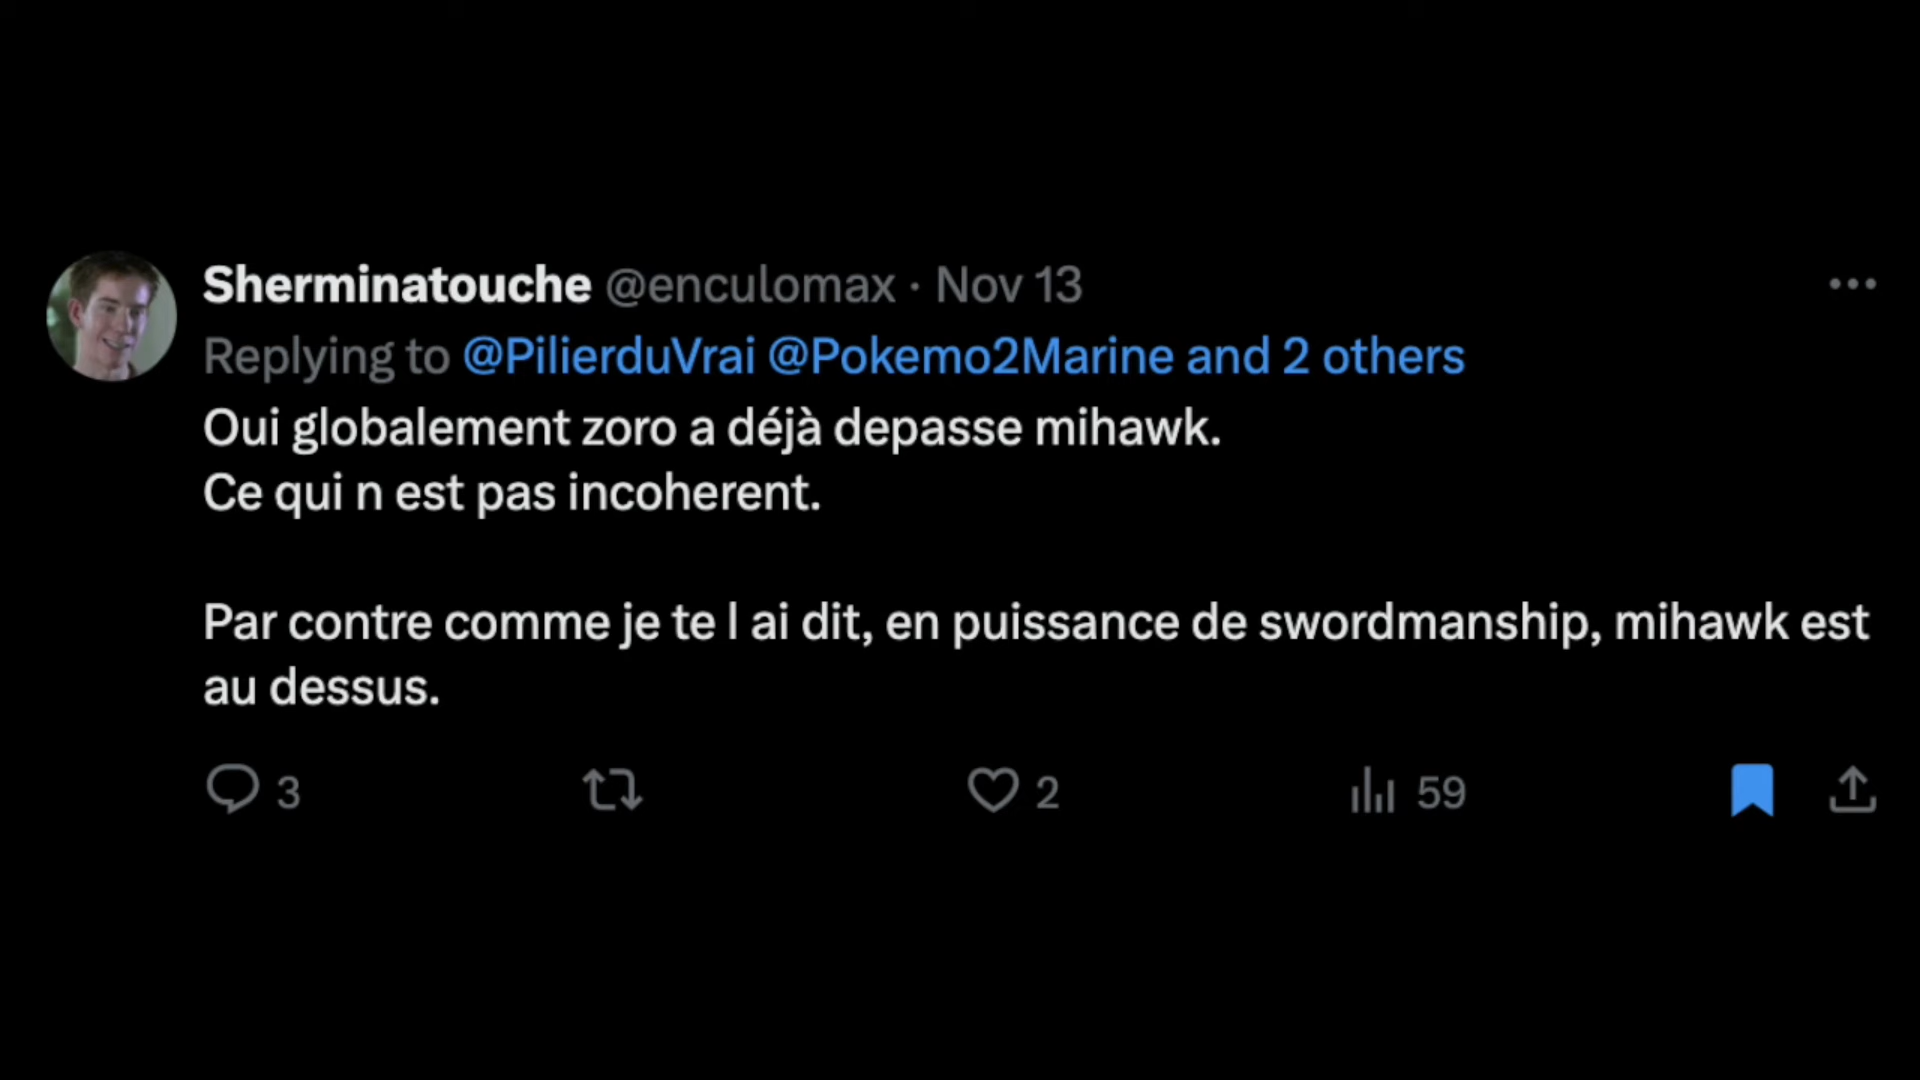 Sherminatouche @enculomax · Nov 13
Replying to @PilierduVrai @Pokemo2Marine and 2 others
Oui globalement zoro a déjà depasse mihawk.
Ce qui n est pas incoherent.
Par contre comme je te l ai dit, en puissance de swordmanship, mihawk est
au dessus.
3 2 59